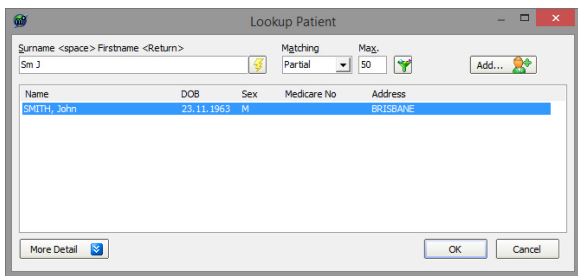 Lookup Patient
Surname <space> Firstname <Return>
Matching
Max.
Sm J
Partial
50
Add...
Name DOB Sex Medicare No Address
SMITH, John 23.11.1963 M BRISBANE
More Detail
OK
Cancel